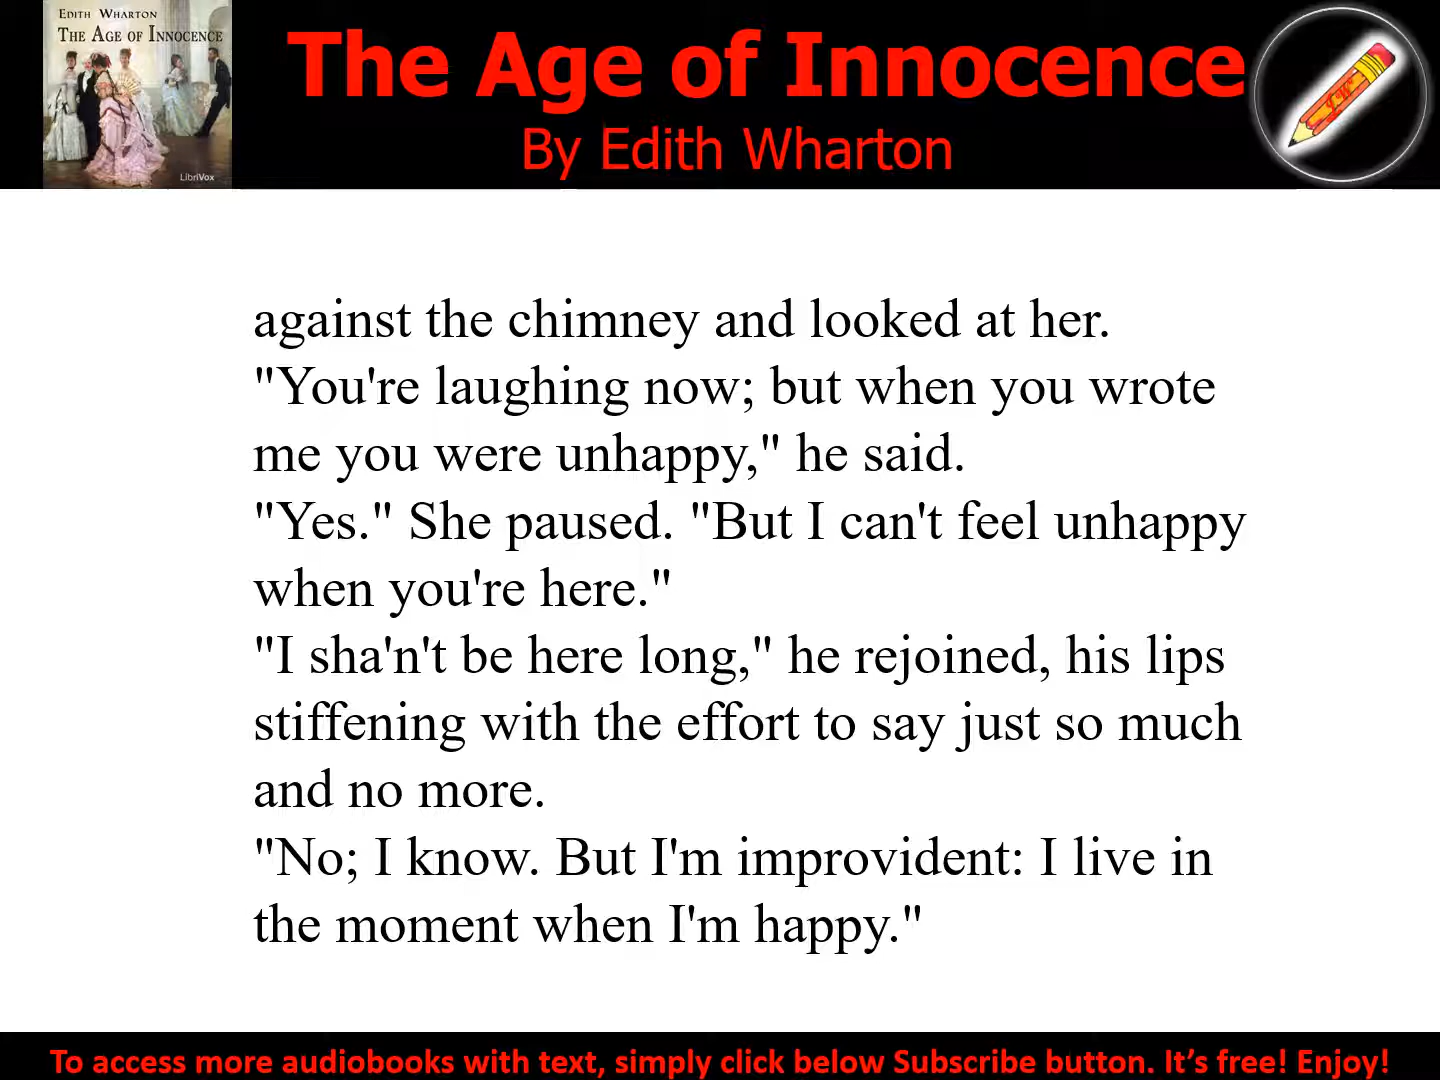 EDITH WHARTON
THE AGE OF INNOCENCE
LibriVox
The Age of Innocence
By Edith Wharton
against the chimney and looked at her.
"You're laughing now; but when you wrote
me you were unhappy," he said.
"Yes." She paused. "But I can't feel unhappy
when you're here."
"I sha'n't be here long," he rejoined, his lips
stiffening with the effort to say just so much
and no more.
"No; I know. But I'm improvident: I live in
the moment when I'm happy."
To access more audiobooks with text, simply click below Subscribe button. It’s free! Enjoy!